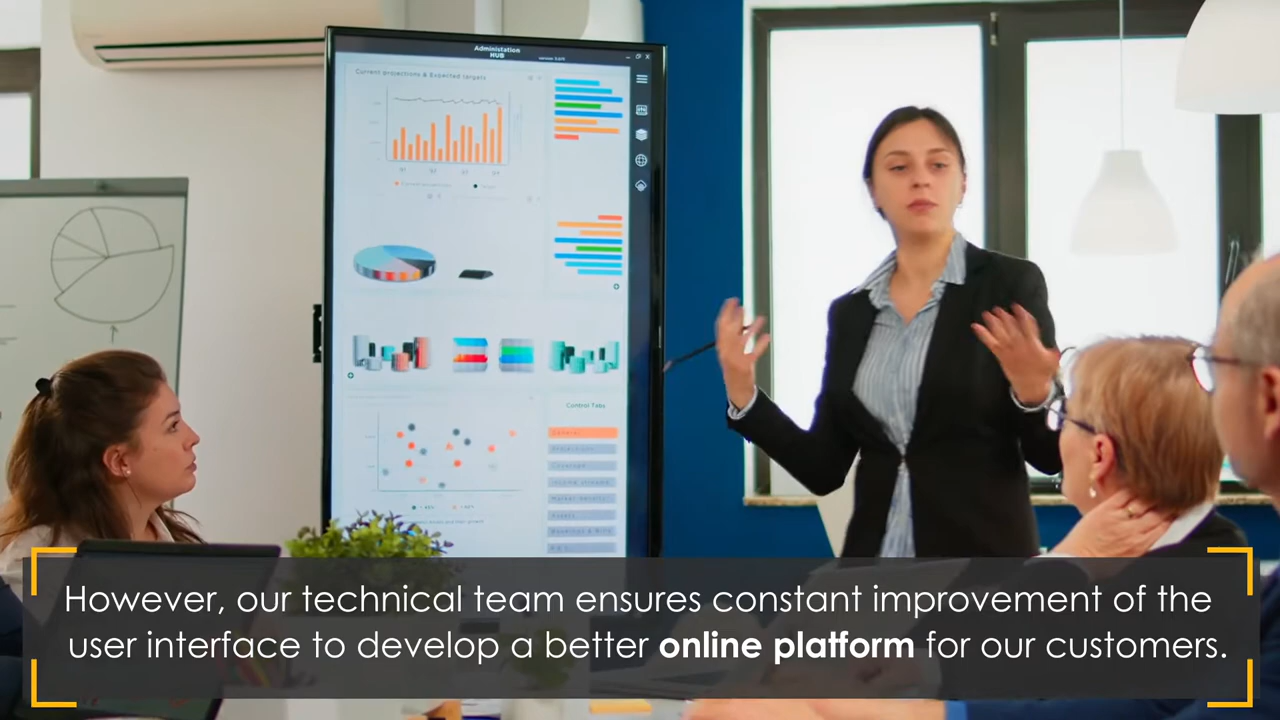 Administation
HUB
Current projections & Expected targets
Control Tabs
However, our technical team ensures constant improvement of the
user interface to develop a better online platform for our customers.